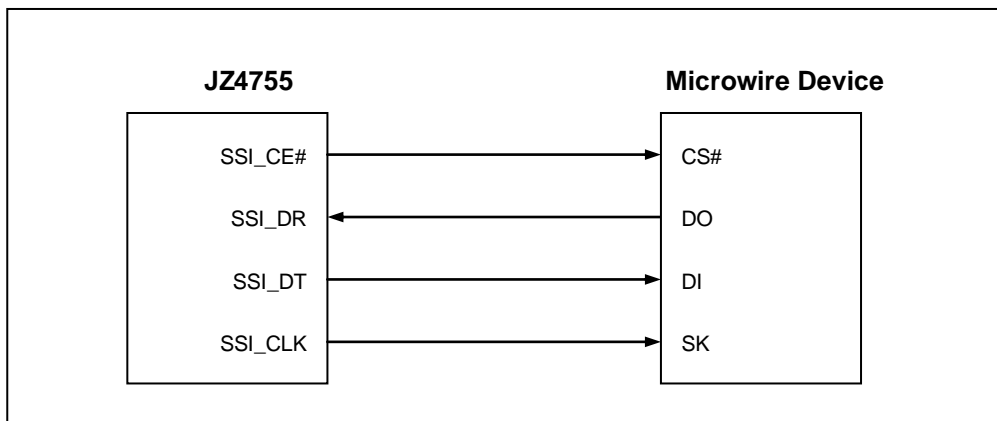 JZ4755 Microwire Device
SSI_CE# CS#
SSI_DR DO
SSI_DT DI
SSI_CLK SK